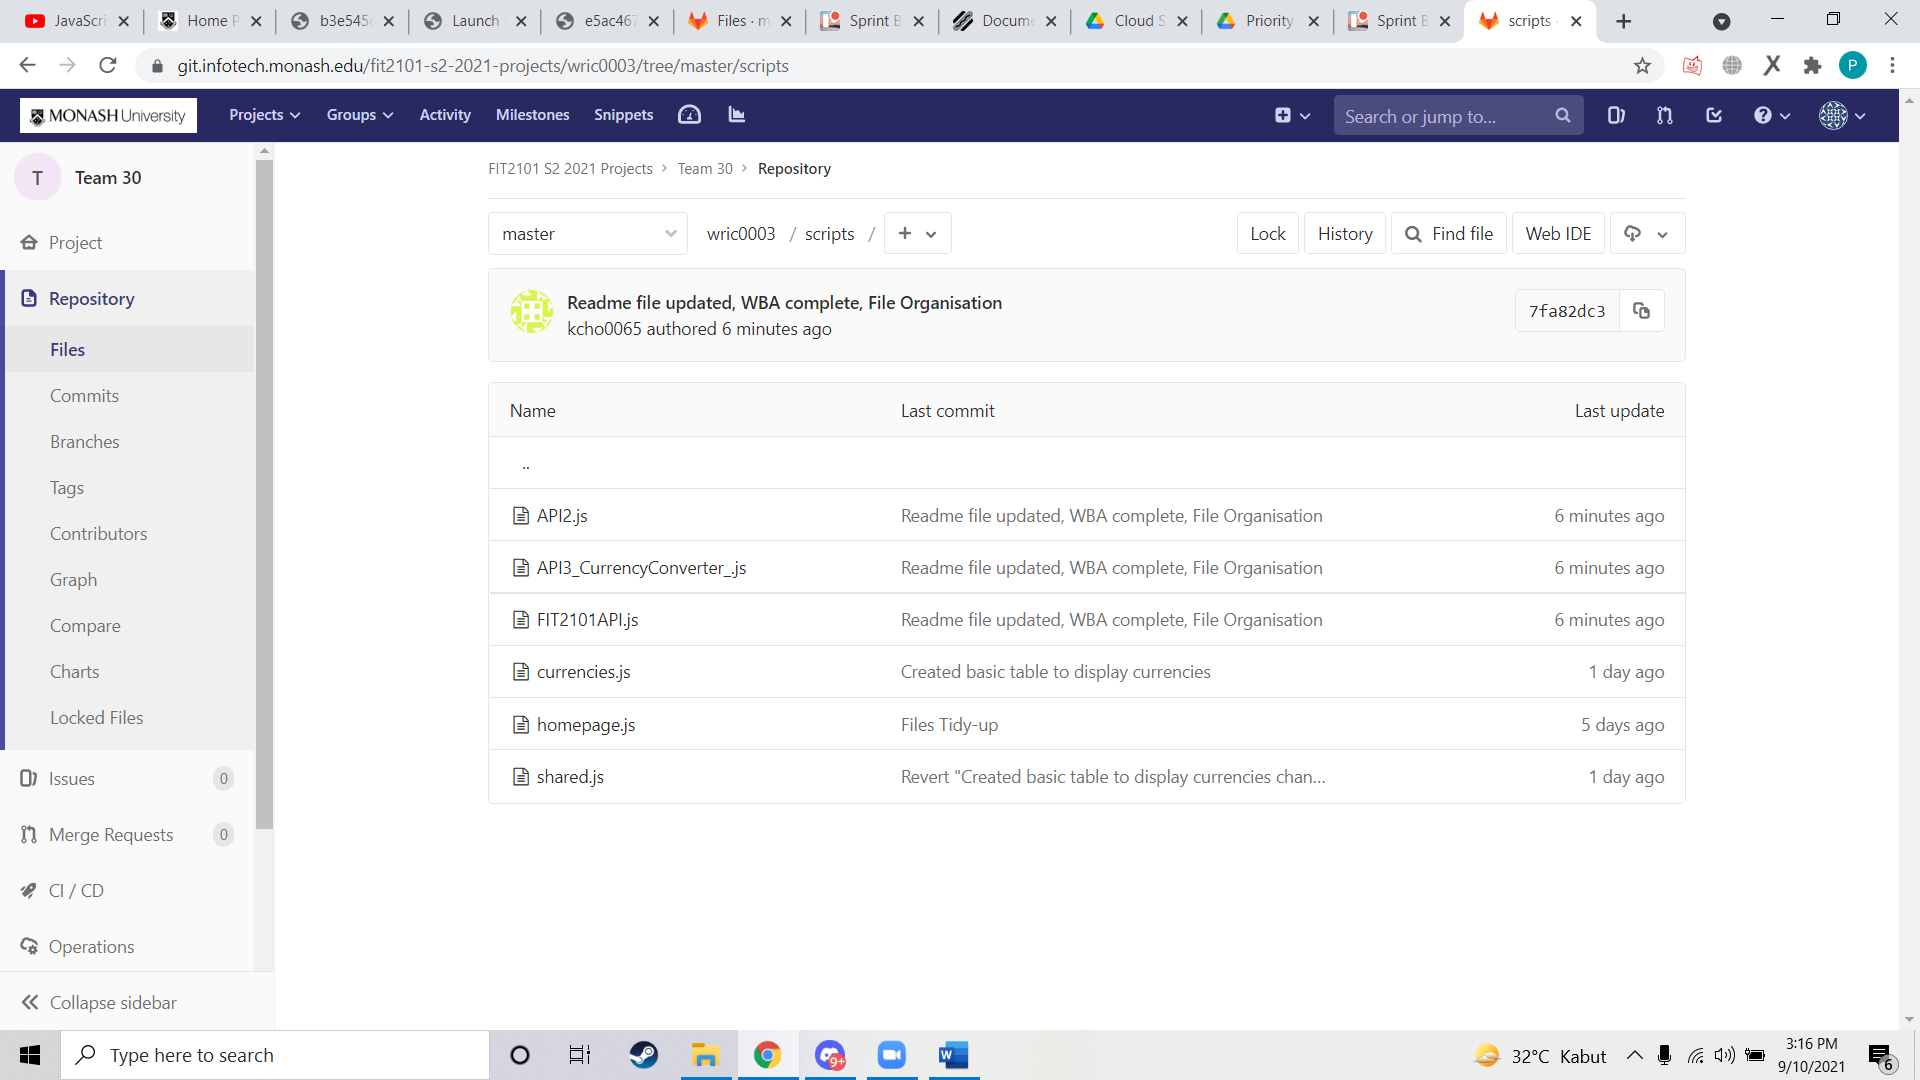 JavaScri
Home P
b3e545
Launch
e5ac467
Files · m
Sprint B
Docume
Cloud S
Priority
Sprint B
scripts ·
git.infotech.monash.edu/fit2101-s2-2021-projects/wric0003/tree/master/scripts
P
MONASH University
Projects
Groups
Activity
Milestones
Snippets
Search or jump to...
T
Team 30
Project
Repository
Files
Commits
Branches
Tags
Contributors
Graph
Compare
Charts
Locked Files
Issues 0
Merge Requests 0
CI / CD
Operations
Collapse sidebar
FIT2101 S2 2021 Projects > Team 30 > Repository
master
wric0003 / scripts /
Lock
History
Find file
Web IDE
Readme file updated, WBA complete, File Organisation
kcho0065 authored 6 minutes ago
7fa82dc3
Name Last commit Last update
..
API2.js Readme file updated, WBA complete, File Organisation 6 minutes ago
API3_CurrencyConverter_.js Readme file updated, WBA complete, File Organisation 6 minutes ago
FIT2101API.js Readme file updated, WBA complete, File Organisation 6 minutes ago
currencies.js Created basic table to display currencies 1 day ago
homepage.js Files Tidy-up 5 days ago
shared.js Revert "Created basic table to display currencies chan... 1 day ago
Type here to search
9+
32°C Kabut
3:16 PM
9/10/2021
6